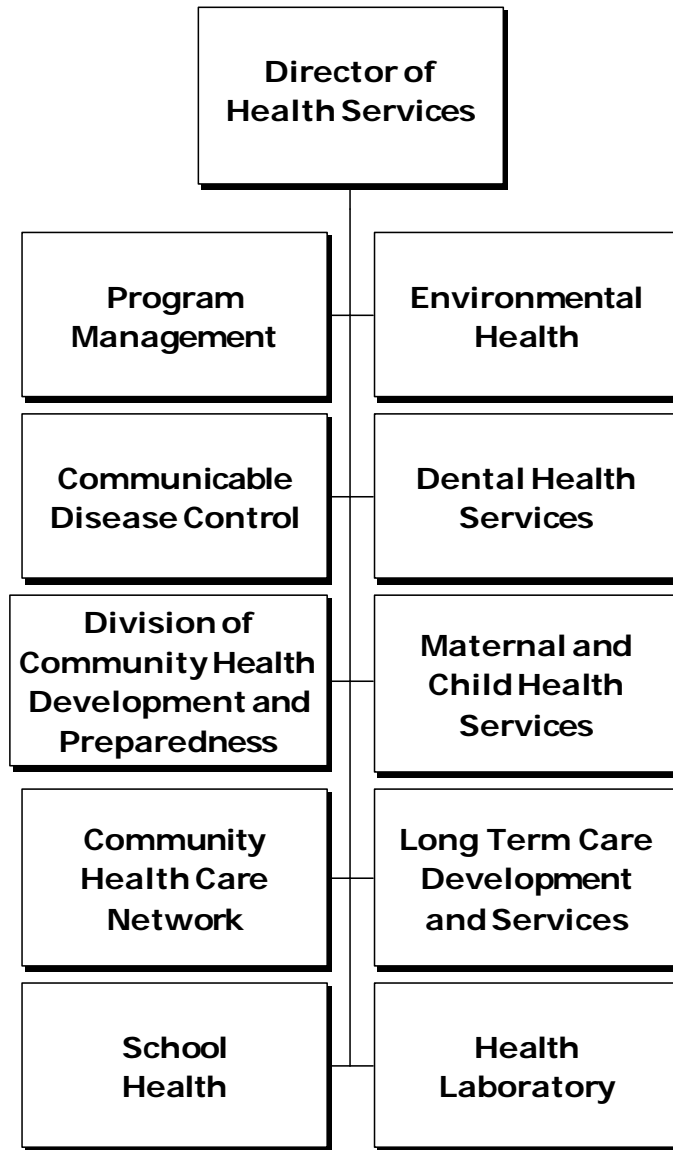 Director of
Health Services
Program
Management
Environmental
Health
Communicable
Disease Control
Dental Health
Services
Division of
Community Health
Development and
Preparedness
Maternal and
Child Health
Services
Community
Health Care
Network
Long Term Care
Development
and Services
School
Health
Health
Laboratory